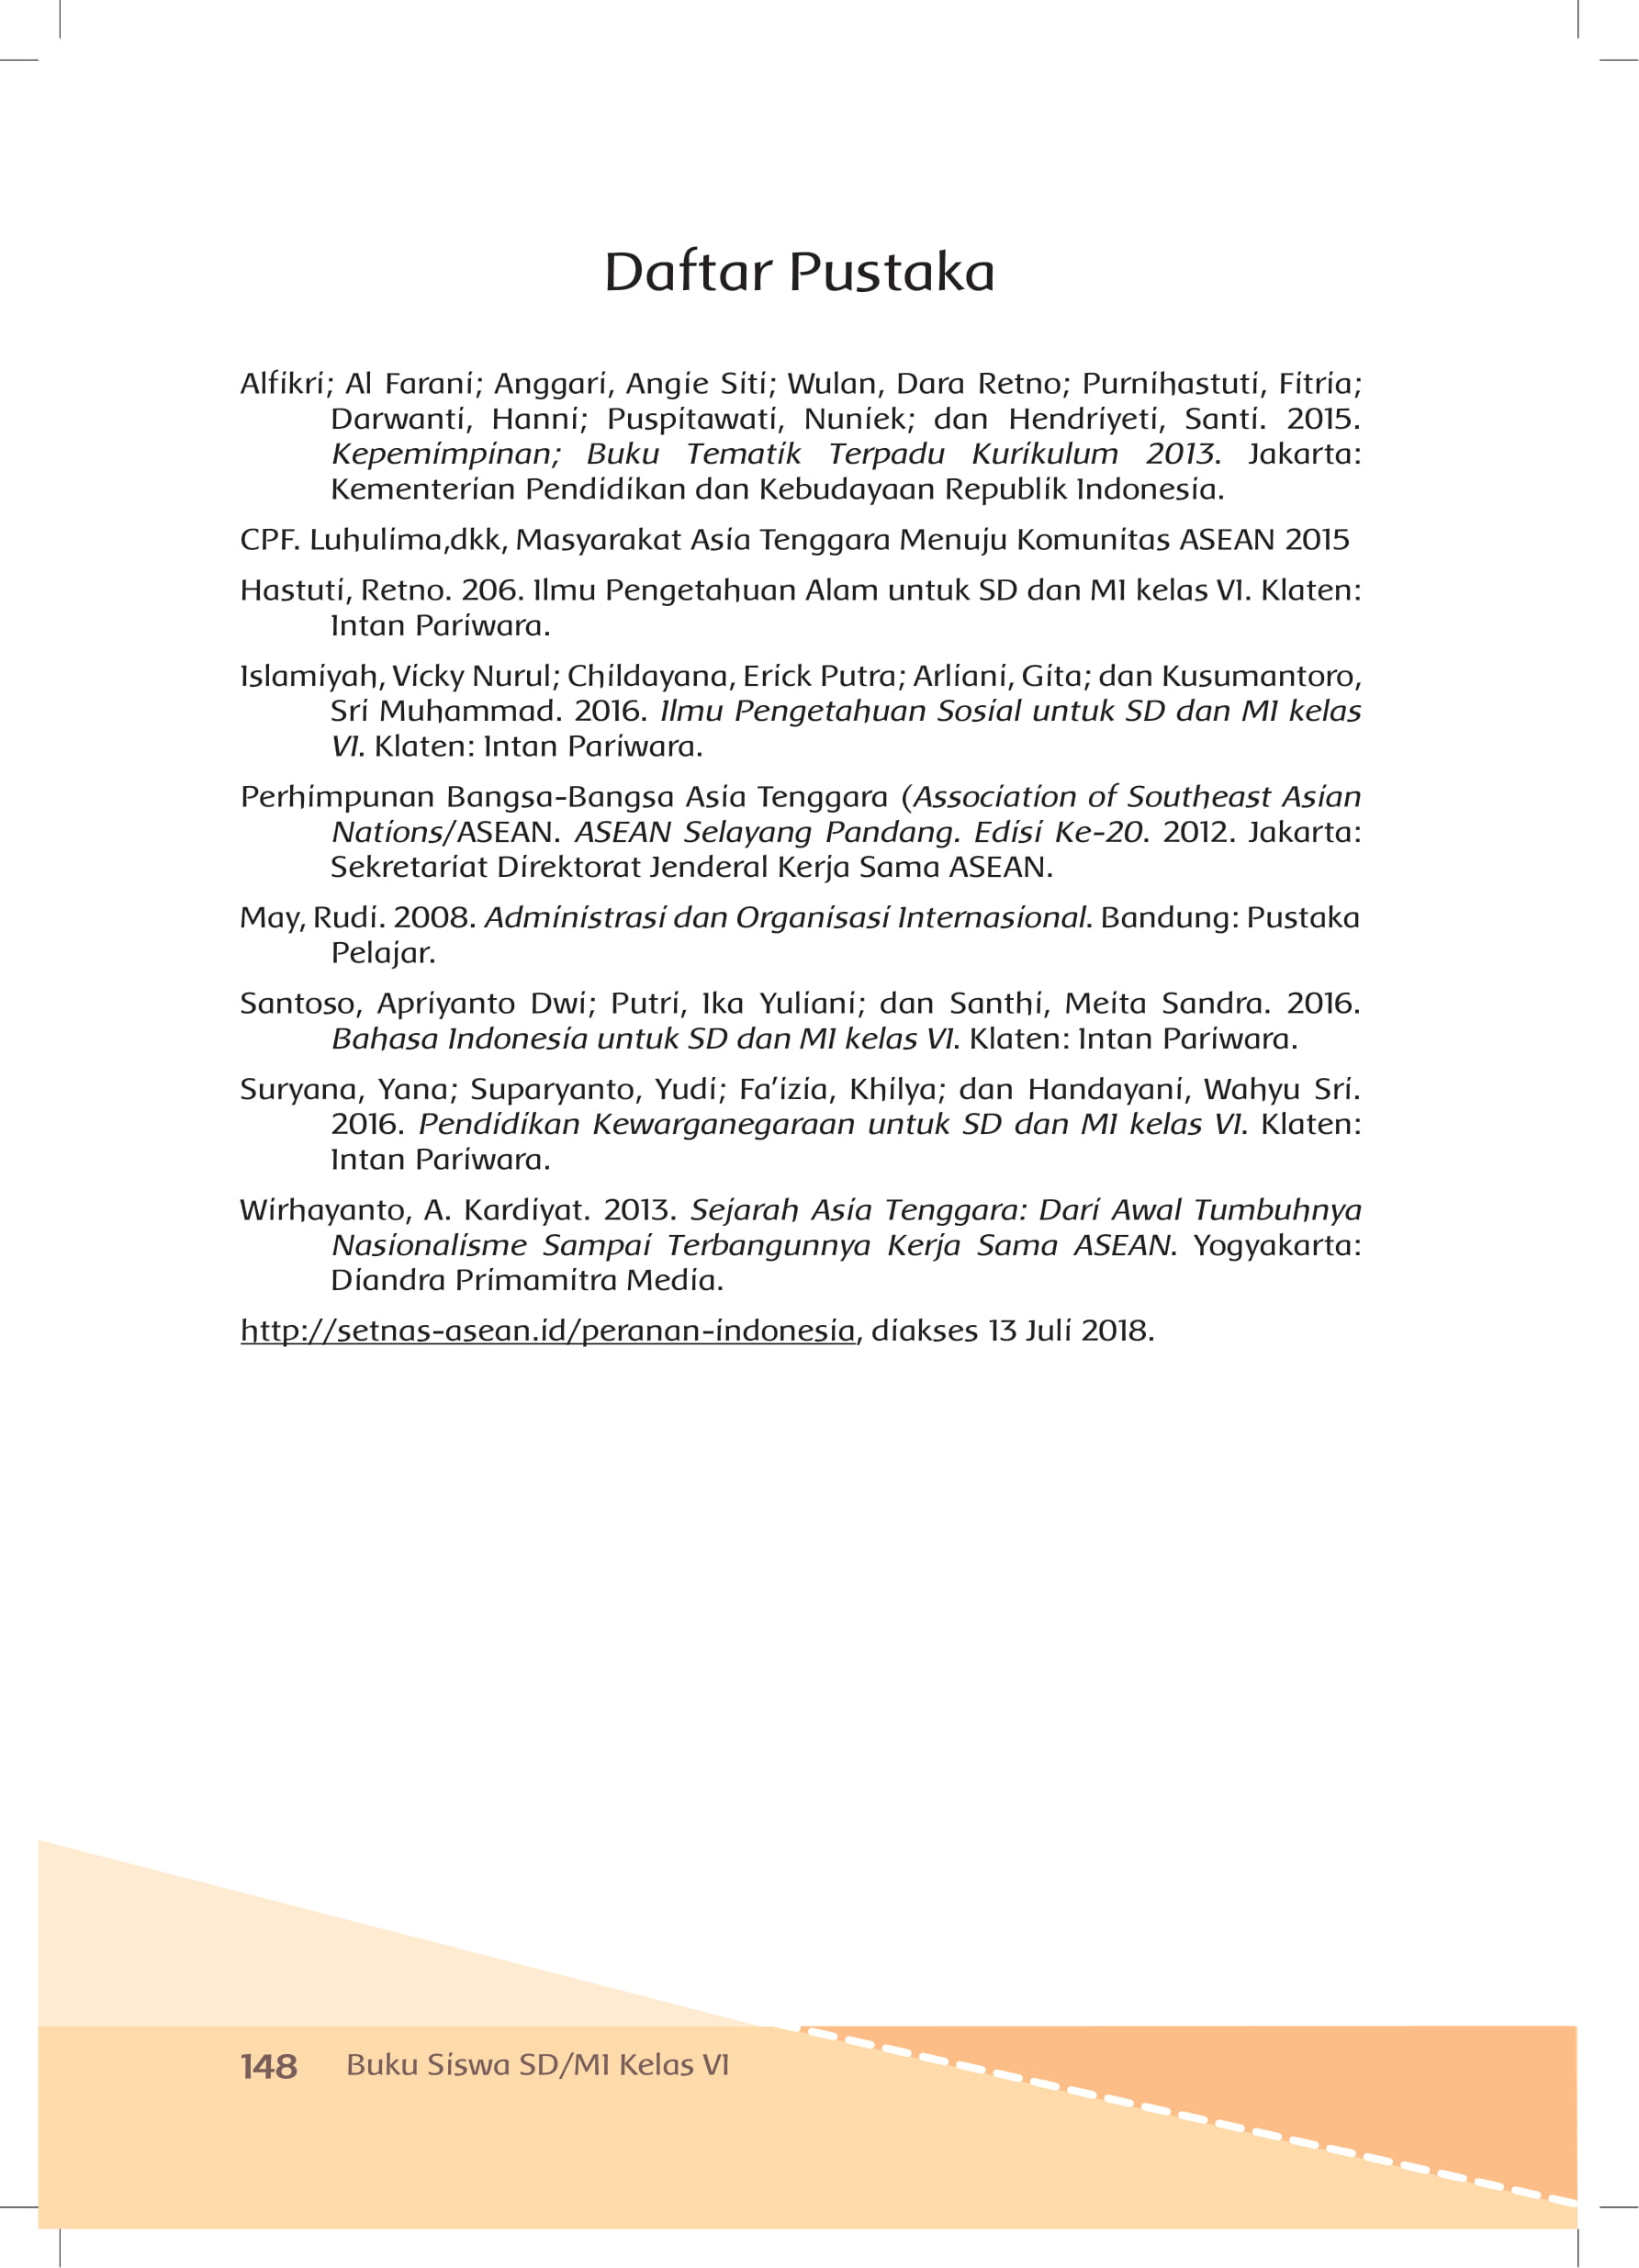 Daftar Pustaka
Alfikri; Al Farani; Anggari, Angie Siti; Wulan, Dara Retno; Purnihastuti, Fitria;
Darwanti, Hanni; Puspitawati, Nuniek; dan Hendriyeti, Santi. 2015.
Kepemimpinan; Buku Tematik Terpadu Kurikulum 2013. Jakarta:
Kementerian Pendidikan dan Kebudayaan Republik Indonesia.
CPF. Luhulima,dkk, Masyarakat Asia Tenggara Menuju Komunitas ASEAN 2015
Hastuti, Retno. 206. Ilmu Pengetahuan Alam untuk SD dan MI kelas VI. Klaten:
Intan Pariwara.
Islamiyah, Vicky Nurul; Childayana, Erick Putra; Arliani, Gita; dan Kusumantoro,
Sri Muhammad. 2016. Ilmu Pengetahuan Sosial untuk SD dan MI kelas
VI. Klaten: Intan Pariwara.
Perhimpunan Bangsa-Bangsa Asia Tenggara (Association of Southeast Asian
Nations/ASEAN. ASEAN Selayang Pandang. Edisi Ke-20. 2012. Jakarta:
Sekretariat Direktorat Jenderal Kerja Sama ASEAN.
May, Rudi. 2008. Administrasi dan Organisasi Internasional. Bandung: Pustaka
Pelajar.
Santoso, Apriyanto Dwi; Putri, Ika Yuliani; dan Santhi, Meita Sandra. 2016.
Bahasa Indonesia untuk SD dan MI kelas VI. Klaten: Intan Pariwara.
Suryana, Yana; Suparyanto, Yudi; Fa’izia, Khilya; dan Handayani, Wahyu Sri.
2016. Pendidikan Kewarganegaraan untuk SD dan MI kelas VI. Klaten:
Intan Pariwara.
Wirhayanto, A. Kardiyat. 2013. Sejarah Asia Tenggara: Dari Awal Tumbuhnya
Nasionalisme Sampai Terbangunnya Kerja Sama ASEAN. Yogyakarta:
Diandra Primamitra Media.
http://setnas-asean.id/peranan-indonesia, diakses 13 Juli 2018.
148 Buku Siswa SD/MI Kelas VI